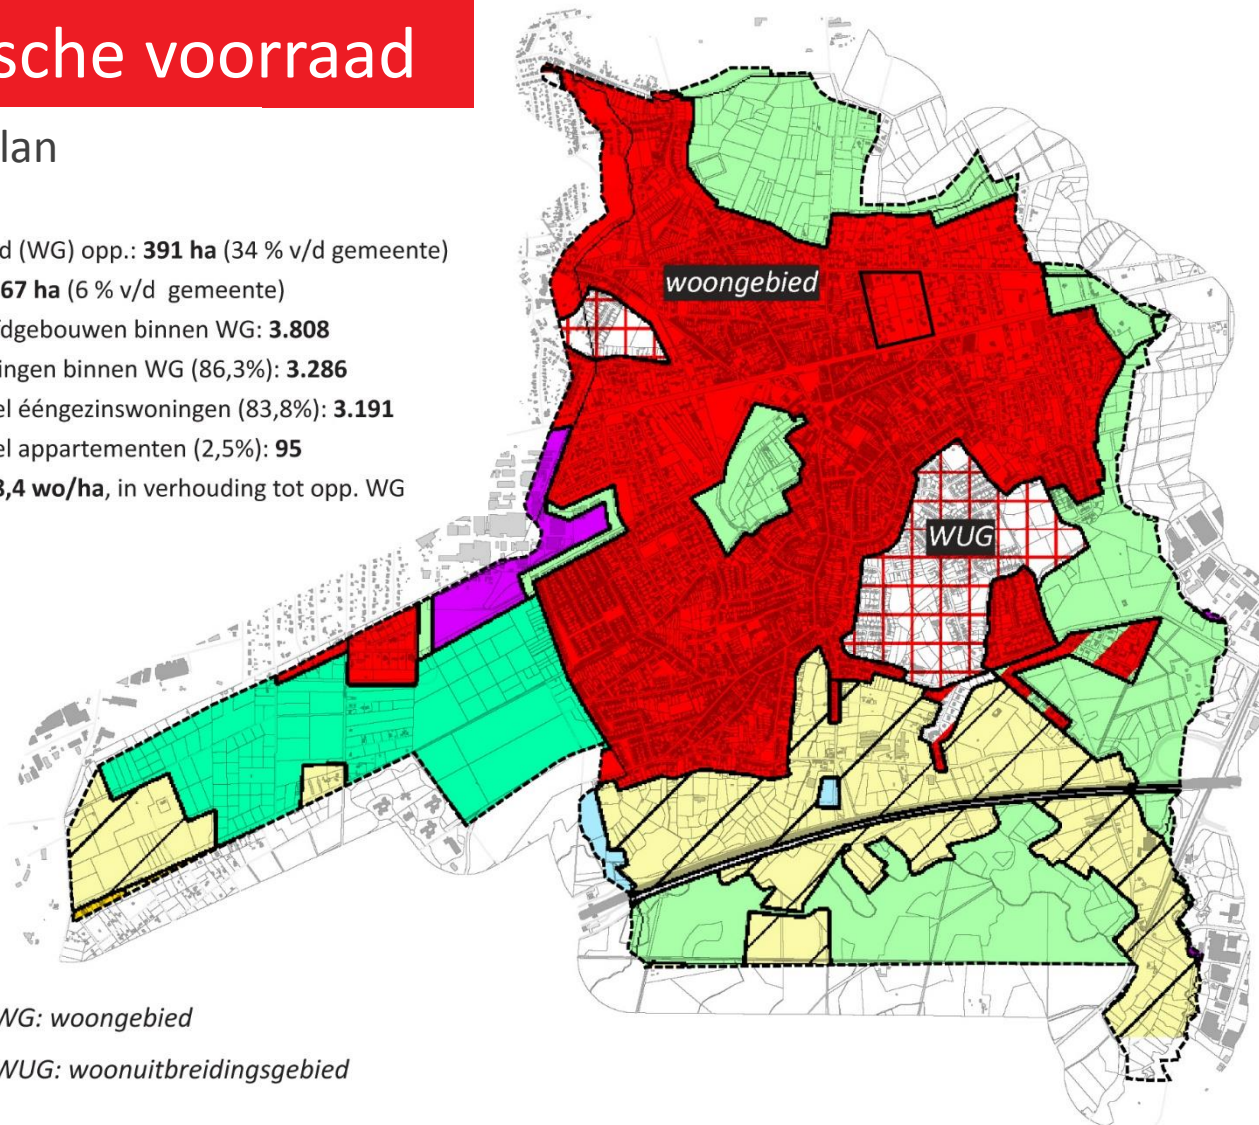 sche voorraad
lan
d (WG) opp.: 391 ha (34 % v/d gemeente)
67 ha (6 % v/d gemeente)
fdgebouwen binnen WG: 3.808
ingen binnen WG (86,3%): 3.286
el ééngezinswoningen (83,8%): 3.191
el appartementen (2,5%): 95
3,4 wo/ha, in verhouding tot opp. WG
woongebied
WUG
WG: woongebied
WUG: woonuitbreidingsgebied